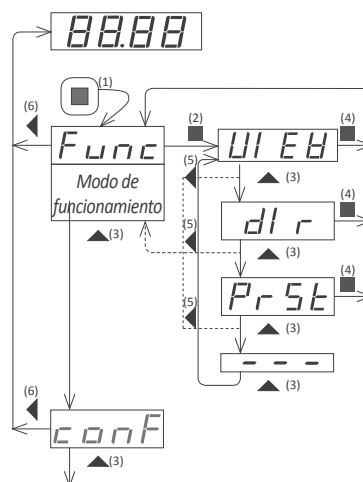 88.88
(1)
(6)
(2)
(4)
Func
VIEW
(5)
(3)
Modo de
funcionamiento
(4)
dIr
(3)
(5)
(3)
(4)
PrSt
(5)
(3)
- - -
(3)
(6)
conF
(3)